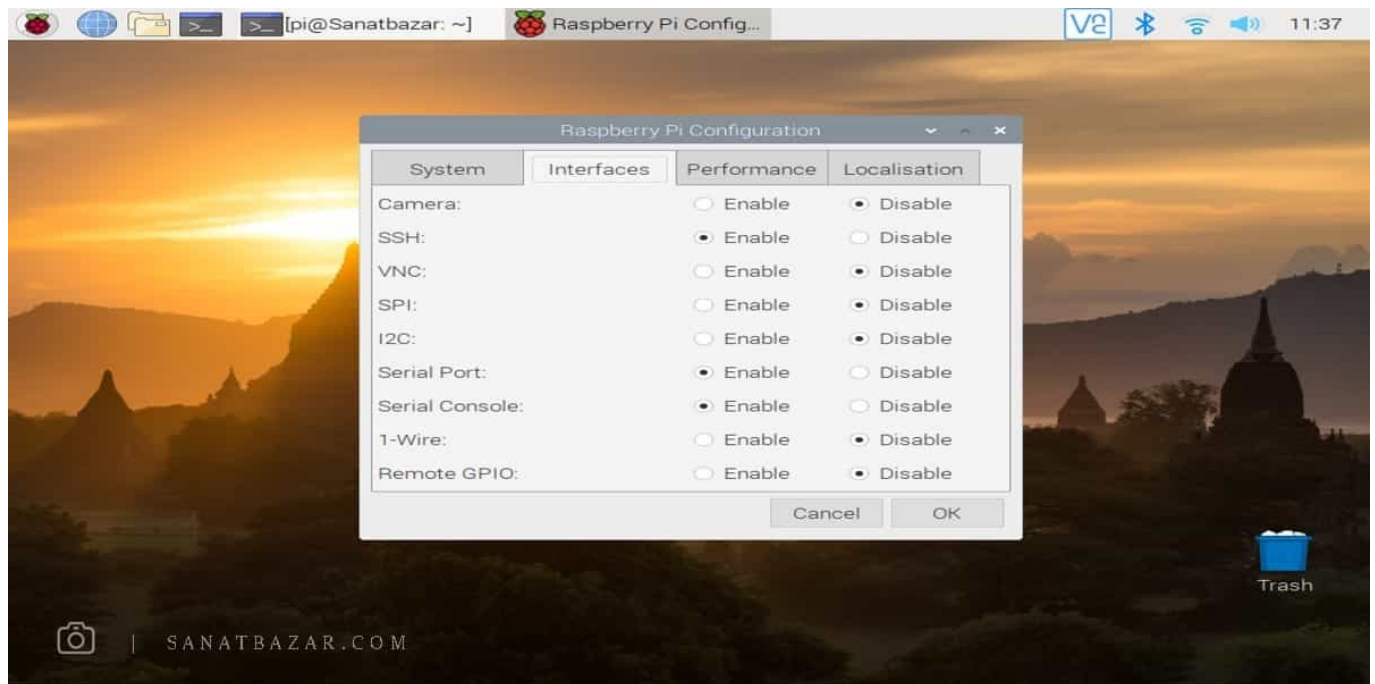 [pi@Sanatbazar: ~] Raspberry Pi Config... 11:37
Raspberry Pi Configuration
System Interfaces Performance Localisation
Camera: Enable Disable
SSH: Enable Disable
VNC: Enable Disable
SPI: Enable Disable
I2C: Enable Disable
Serial Port: Enable Disable
Serial Console: Enable Disable
1-Wire: Enable Disable
Remote GPIO: Enable Disable
Cancel OK
Trash
| SANATBAZAR.COM